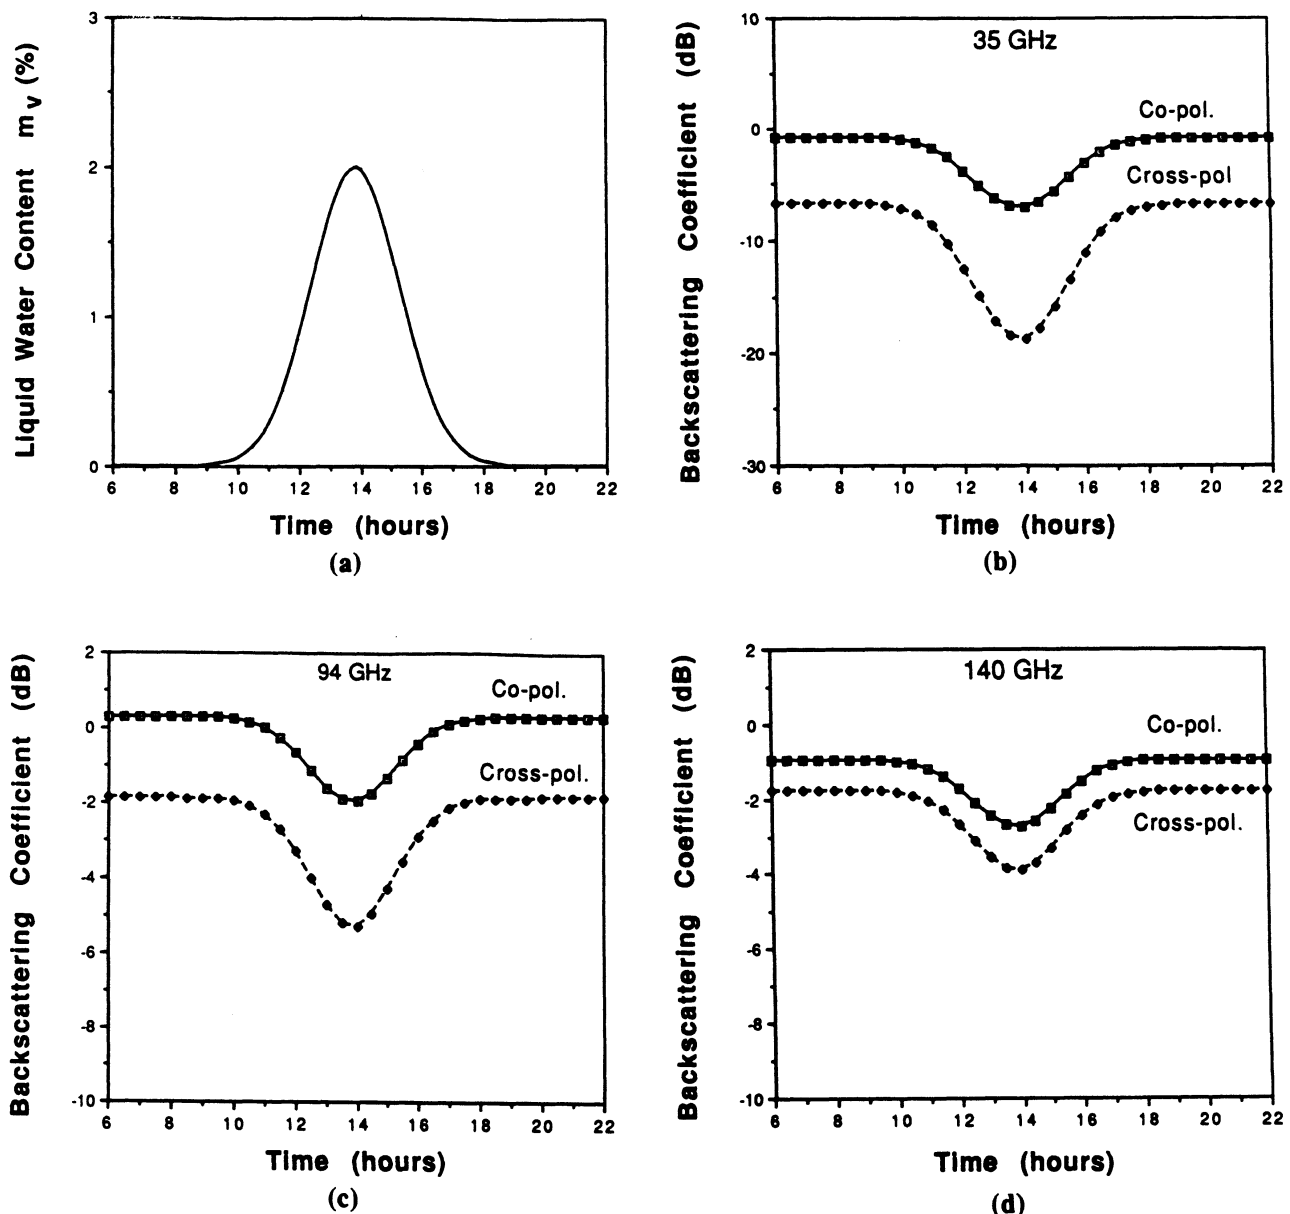 3
2
1
0
6 8 10 12 14 16 18 20 22
Liquid Water Content m_v (%)
Time (hours)
(a)
10
0
-10
-20
-30
6 8 10 12 14 16 18 20 22
35 GHz
Co-pol.
Cross-pol
Backscattering Coefficient (dB)
Time (hours)
(b)
2
0
-2
-4
-6
-8
-10
6 8 10 12 14 16 18 20 22
94 GHz
Co-pol.
Cross-pol.
Backscattering Coefficient (dB)
Time (hours)
(c)
2
0
-2
-4
-6
-8
-10
6 8 10 12 14 16 18 20 22
140 GHz
Co-pol.
Cross-pol.
Backscattering Coefficient (dB)
Time (hours)
(d)